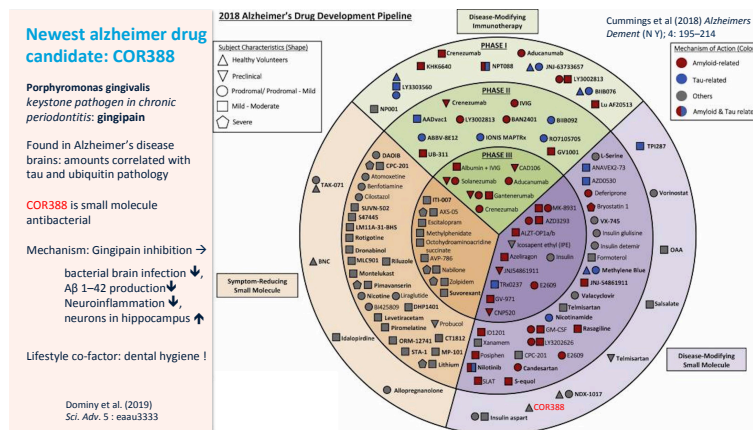 Newest alzheimer drug
candidate: COR388
Porphyromonas gingivalis
keystone pathogen in chronic
periodontitis: gingipain
Found in Alzheimer's disease
brains: amounts correlated with
tau and ubiquitin pathology
COR388 is small molecule
antibacterial
Mechanism: Gingipain inhibition →
bacterial brain infection ↓,
Aβ 1–42 production↓
Neuroinflammation ↓,
neurons in hippocampus ↑
Lifestyle co-factor: dental hygiene !
Dominy et al. (2019)
Sci. Adv. 5 : eaau3333
2018 Alzheimer's Drug Development Pipeline
Subject Characteristics (Shape)
Healthy Volunteers
Preclinical
Prodromal/ Prodromal - Mild
Mild - Moderate
Severe
Disease-Modifying
Immunotherapy
Cummings et al (2018) Alzheimers
Dement (N Y); 4: 195–214
Mechanism of Action (Color
Amyloid-related
Tau-related
Others
Amyloid & Tau relate
PHASE I
Crenezumab
Aducanumab
KHK6640
NPT088
JNJ-63733657
LY3303560
LY3002813
BIIB076
NP001
Lu AF20513
PHASE II
Crenezumab
IVIG
AADvac1
LY3002813
BAN2401
BIIB092
ABBV-8E12
IONIS MAPTRx
RO7105705
UB-311
GV1001
PHASE III
Albumin + IVIG
CAD106
Solanezumab
Aducanumab
Gantenerumab
Crenezumab
TPI287
L-Serine
ANAVEX2-73
AZD0530
Deferiprone
Bryostatin 1
VX-745
Insulin glulisine
Insulin detemir
Formoterol
Methylene Blue
JNJ-54861911
Valacyclovir
Telmisartan
Nicotinamide
Rasagiline
GM-CSF
ID1201
Xanamem
LY3202626
Posiphen
CPC-201
E2609
Nilotinib
Candesartan
SLAT
S-equol
Vorinostat
OAA
Salsalate
Telmisartan
NDX-1017
COR388
Insulin aspart
MK-8931
AZD3293
ALZT-OP1a/b
Icosapent ethyl (IPE)
Azeliragon
Insulin
JNJ54861911
TRx0237
E2609
GV-971
CNP520
ITI-007
AXS-05
Escitalopram
Methylphenidate
Octohydroaminoacridine
succinate
AVP-786
Nabilone
Zolpidem
Suvorexant
DAOIB
CPC-201
Atomoxetine
Benfotiamine
Cilostazol
SUVN-502
S47445
LM11A-31-BHS
Rotigotine
Dronabinol
MLC901
Riluzole
Montelukast
Pimavanserin
Nicotine
Liraglutide
BI425809
DHP1401
Levetiracetam
Probucol
Piromelatine
ORM-12741
CT1812
STA-1
MP-101
Lithium
TAK-071
BNC
Idalopirdine
Allopregnanolone
Symptom-Reducing
Small Molecule
Disease-Modifying
Small Molecule